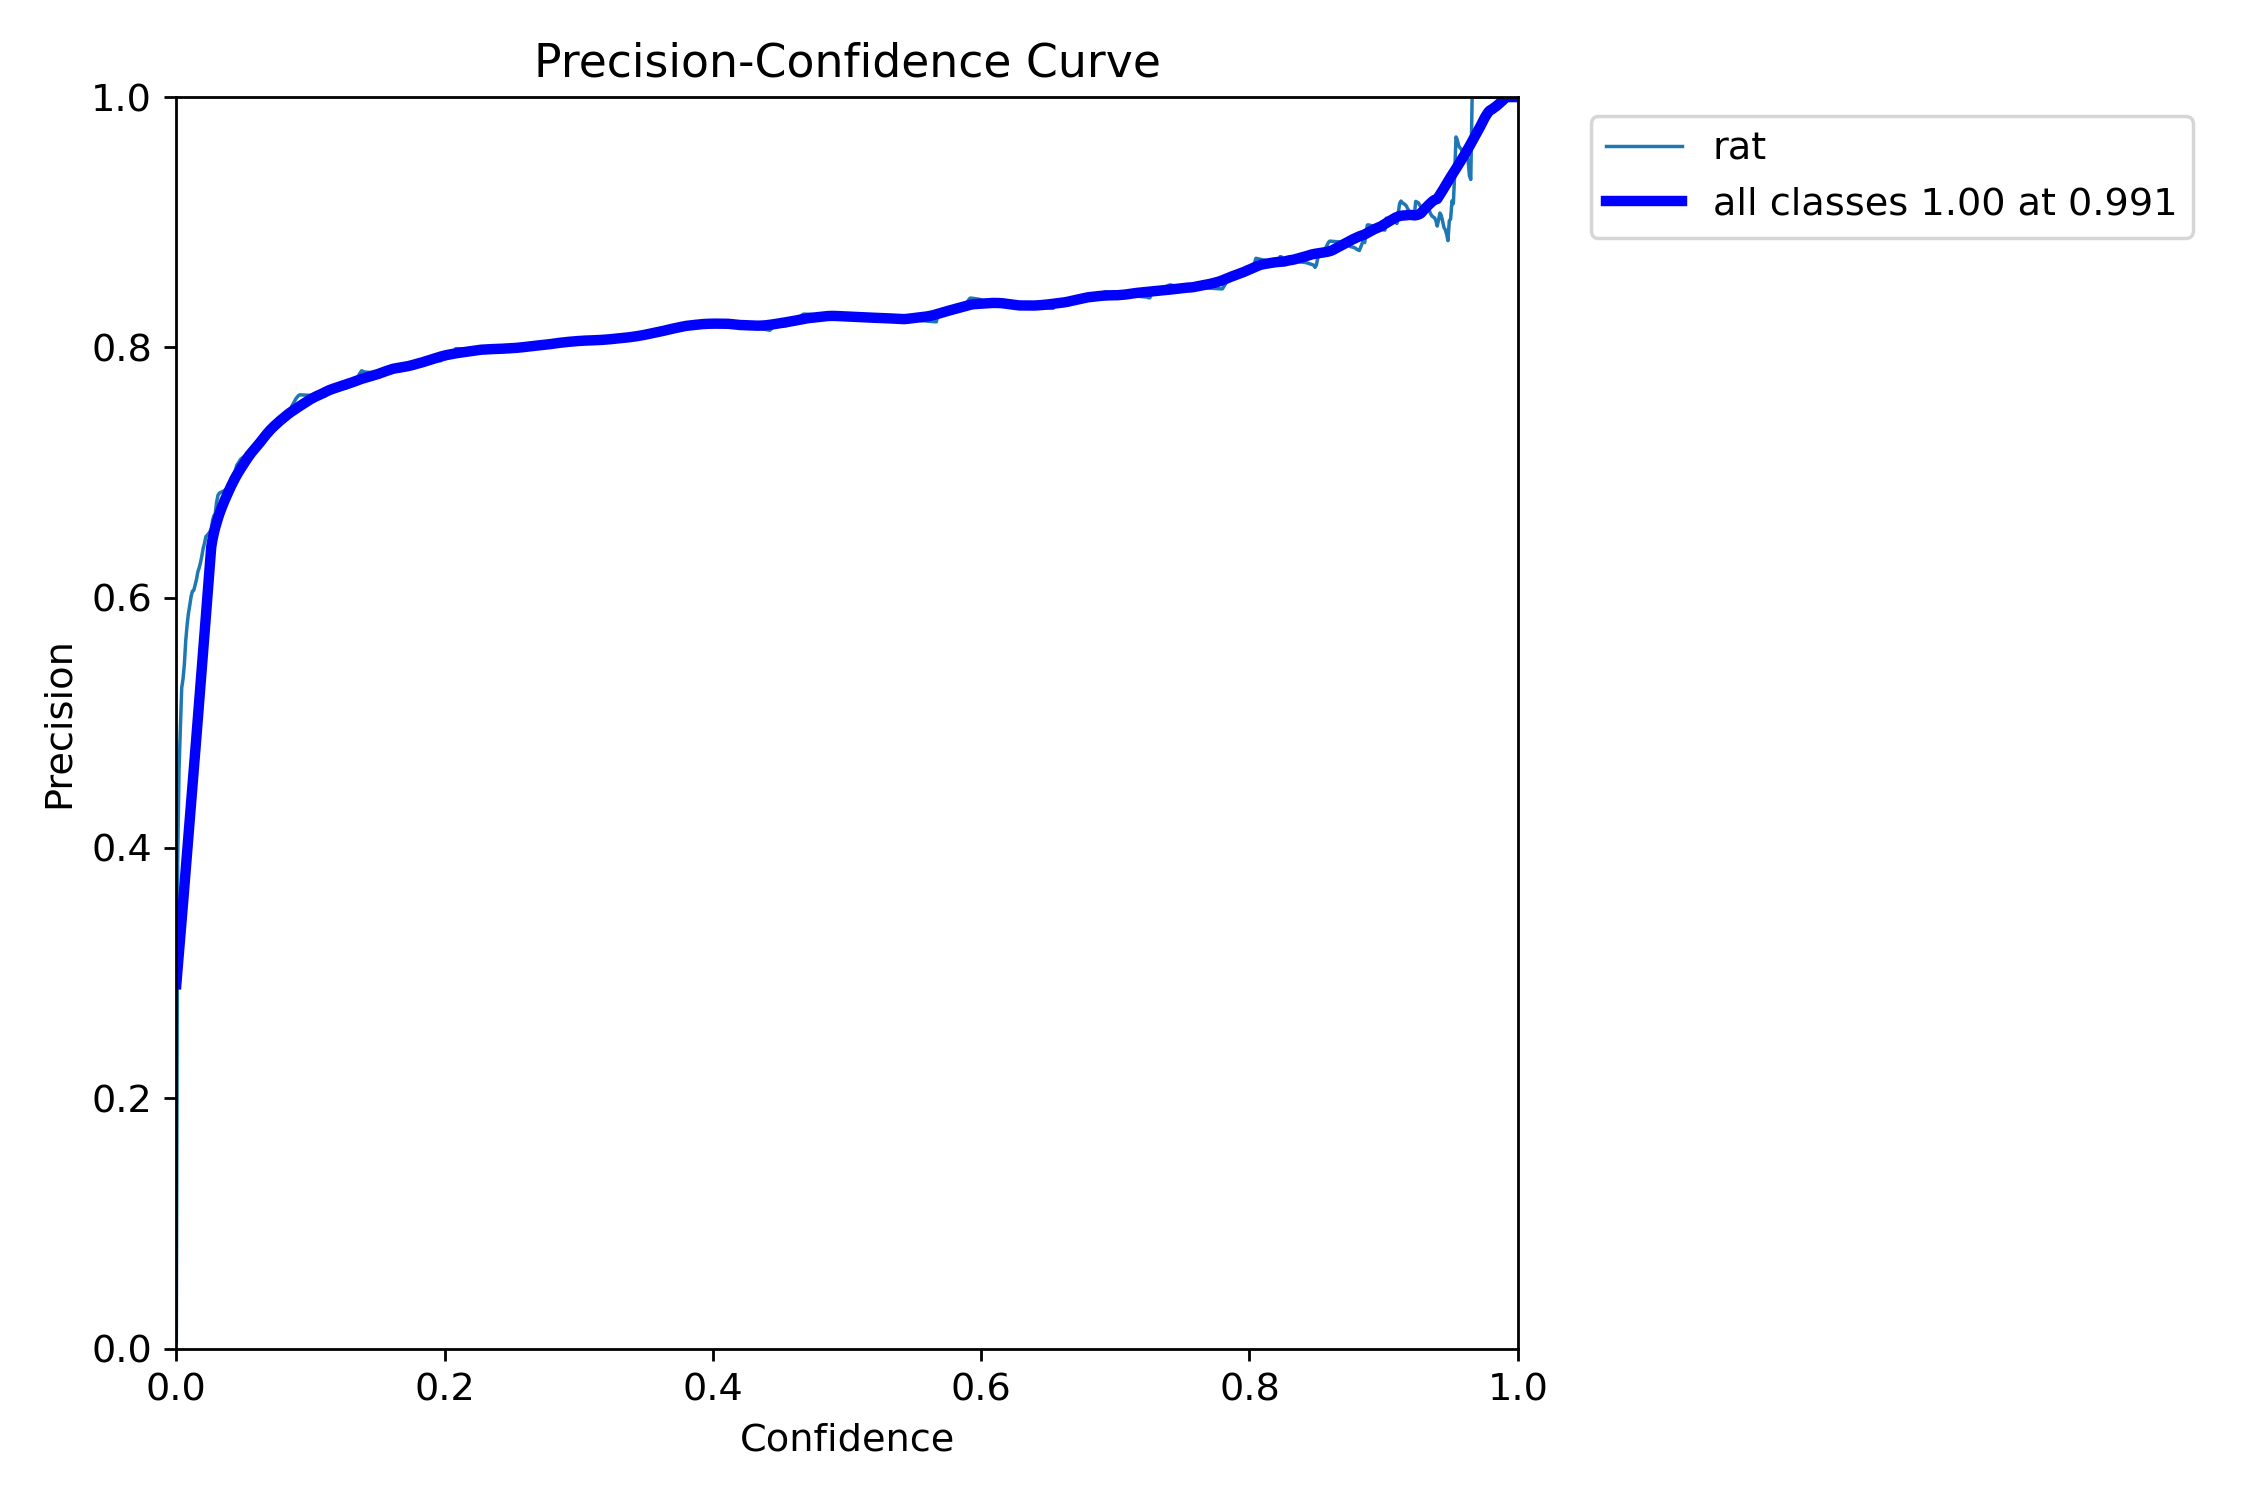 Precision-Confidence Curve
1.0
0.8
0.6
0.4
0.2
0.0
Precision
0.0 0.2 0.4 0.6 0.8 1.0
Confidence
rat
all classes 1.00 at 0.991